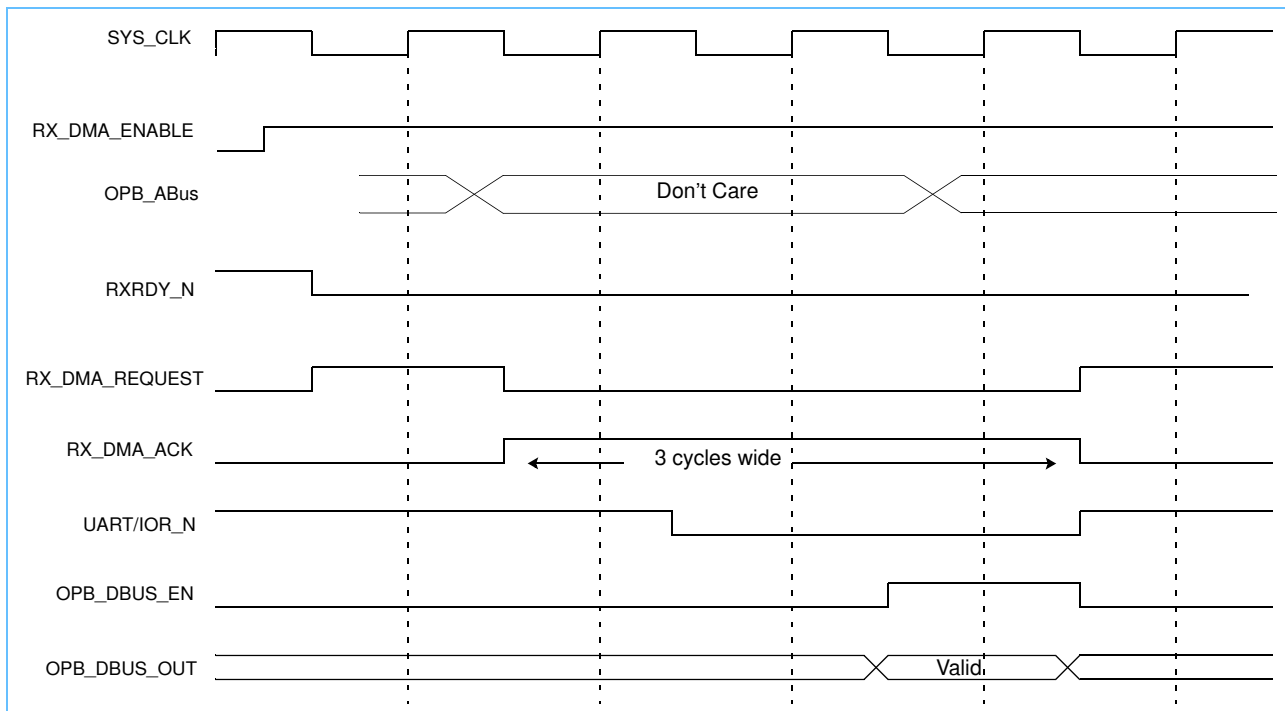 SYS_CLK
RX_DMA_ENABLE
OPB_ABus
Don't Care
RXRDY_N
RX_DMA_REQUEST
RX_DMA_ACK
3 cycles wide
UART/IOR_N
OPB_DBUS_EN
OPB_DBUS_OUT
Valid